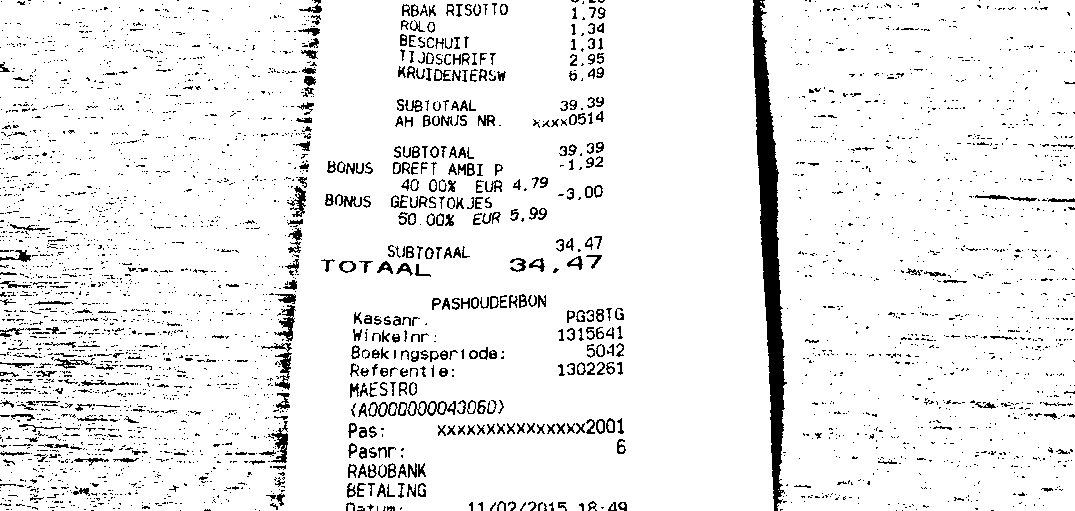 RBAK RISOTTO 1,79
ROLO 1,34
BESCHUIT 1,31
TIJDSCHRIFT 2,95
KRUIDENIERSW 6,49
SUBTOTAAL 39,39
AH BONUS NR. xxxx0514
SUBTOTAAL 39,39
BONUS DREFT AMBI P -1,92
40 00% EUR 4,79
BONUS GEURSTOKJES -3,00
50.00% EUR 5,99
SUBTOTAAL 34,47
TOTAAL 34,47
PASHOUDERBON
Kassanr. PG38TG
Winkelnr: 1315641
Boekingsperiode: 5042
Referentie: 1302261
MAESTRO
(A0000000043060)
Pas: xxxxxxxxxxxxxxx2001
Pasnr: 6
RABOBANK
BETALING
Datum: 11/02/2015 18:49